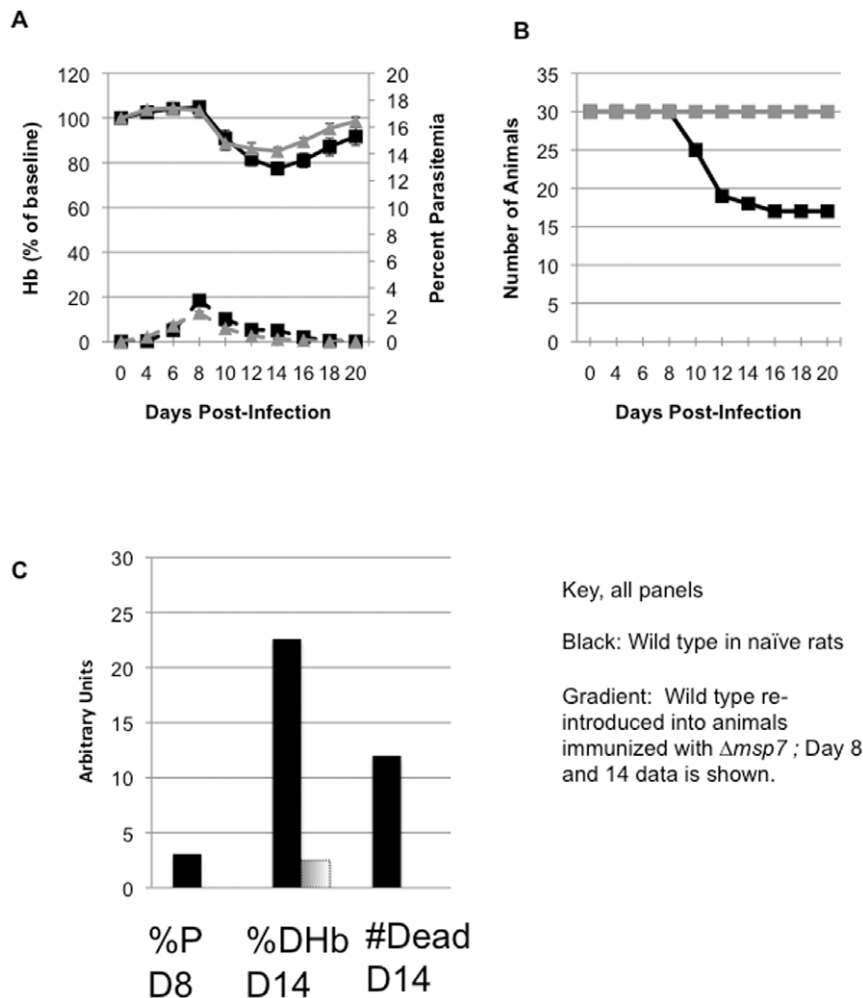 A
B
120
100
80
60
40
20
0
Hb (% of baseline)
20
18
16
14
12
10
8
6
4
2
0
Percent Parasitemia
0 4 6 8 10 12 14 16 18 20
Days Post-Infection
35
30
25
20
15
10
5
0
Number of Animals
0 4 6 8 10 12 14 16 18 20
Days Post-Infection
C
30
25
20
15
10
5
0
Arbitrary Units
%P %DHb #Dead
D8 D14 D14
Key, all panels
Black: Wild type in naïve rats
Gradient: Wild type re-
introduced into animals
immunized with Δmsp7 ; Day 8
and 14 data is shown.